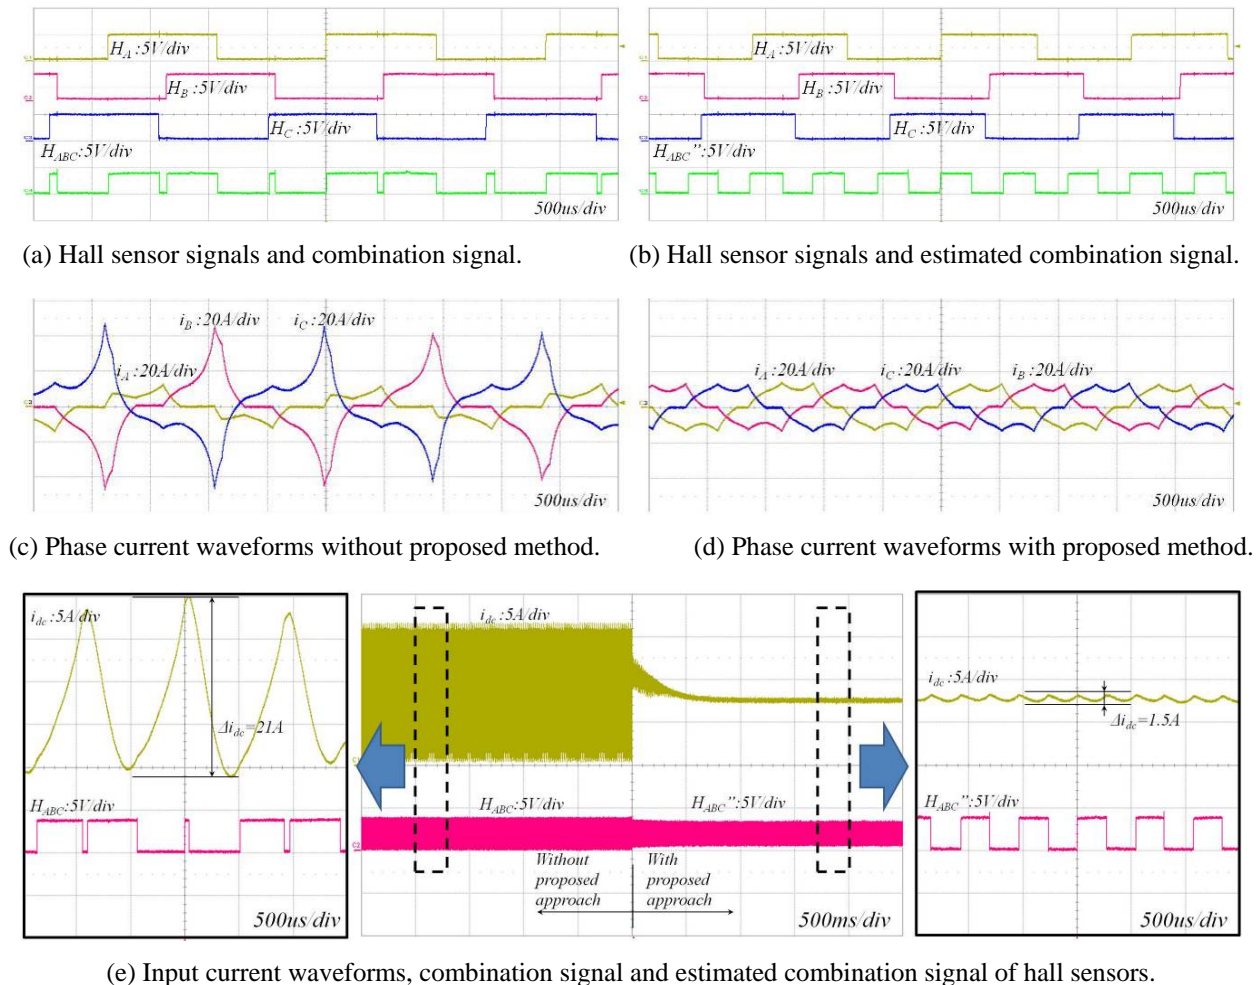 H_A :5V/div
H_B :5V/div
H_C :5V/div
H_ABC :5V/div
500us/div
H_A :5V/div
H_B :5V/div
H_C :5V/div
H_ABC” :5V/div
500us/div
(a) Hall sensor signals and combination signal.
(b) Hall sensor signals and estimated combination signal.
i_B :20A/div
i_C :20A/div
i_A :20A/div
500us/div
i_A :20A/div
i_C :20A/div
i_B :20A/div
500us/div
(c) Phase current waveforms without proposed method.
(d) Phase current waveforms with proposed method.
i_dc :5A/div
Δi_dc=21A
H_ABC :5V/div
500us/div
i_dc :5A/div
H_ABC :5V/div
H_ABC” :5V/div
Without
proposed
approach
With
proposed
approach
500ms/div
i_dc :5A/div
Δi_dc=1.5A
H_ABC” :5V/div
500us/div
(e) Input current waveforms, combination signal and estimated combination signal of hall sensors.